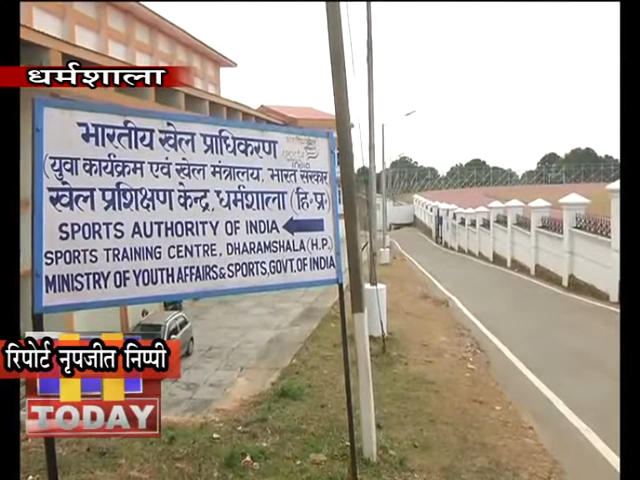 धर्मशाला
भारतीय खेल प्राधिकरण
(युवा कार्यक्रम एवं खेल मंत्रालय, भारत सरकार
खेल प्रशिक्षण केन्द्र, धर्मशाला (हि॰प्र॰)
SPORTS AUTHORITY OF INDIA
SPORTS TRAINING CENTRE, DHARAMSHALA (H.P.)
MINISTRY OF YOUTH AFFAIRS & SPORTS, GOVT. OF INDIA
रिपोर्ट नृपजीत निप्पी
TODAY